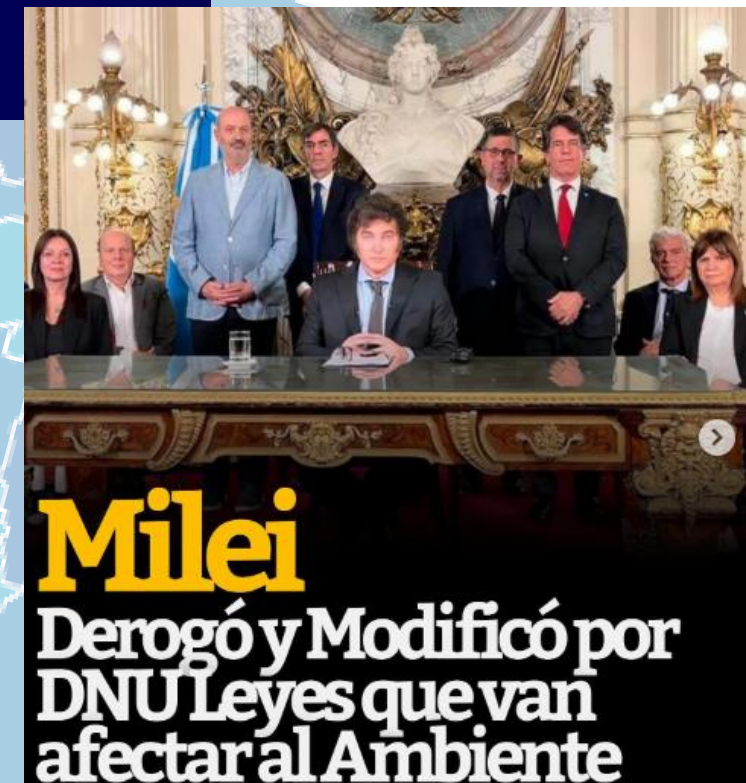 Milei
Derogó y Modificó por
DNU Leyes que van
afectar al Ambiente